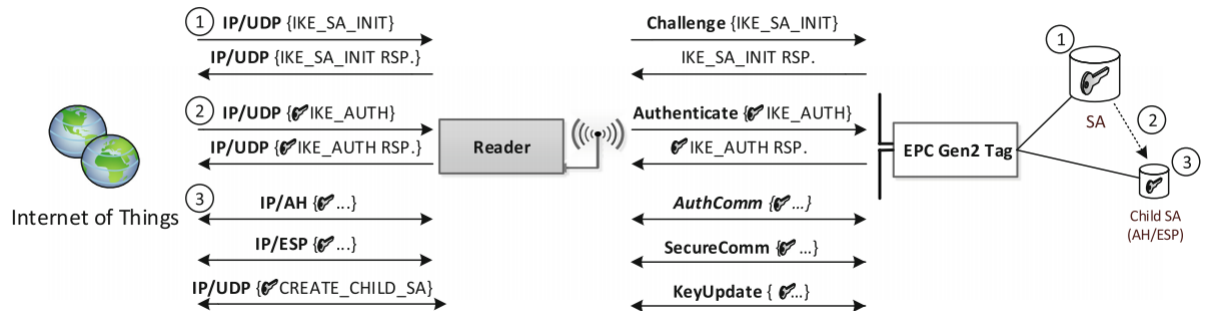 1 IP/UDP {IKE_SA_INIT}
IP/UDP {IKE_SA_INIT RSP.}
2 IP/UDP {IKE_AUTH}
IP/UDP {IKE_AUTH RSP.}
3 IP/AH {...}
IP/ESP {...}
IP/UDP {CREATE_CHILD_SA}
Internet of Things
Reader
Challenge {IKE_SA_INIT}
IKE_SA_INIT RSP.
Authenticate {IKE_AUTH}
IKE_AUTH RSP.
AuthComm {...}
SecureComm {...}
KeyUpdate { ...}
EPC Gen2 Tag
1
SA
2
3
Child SA
(AH/ESP)